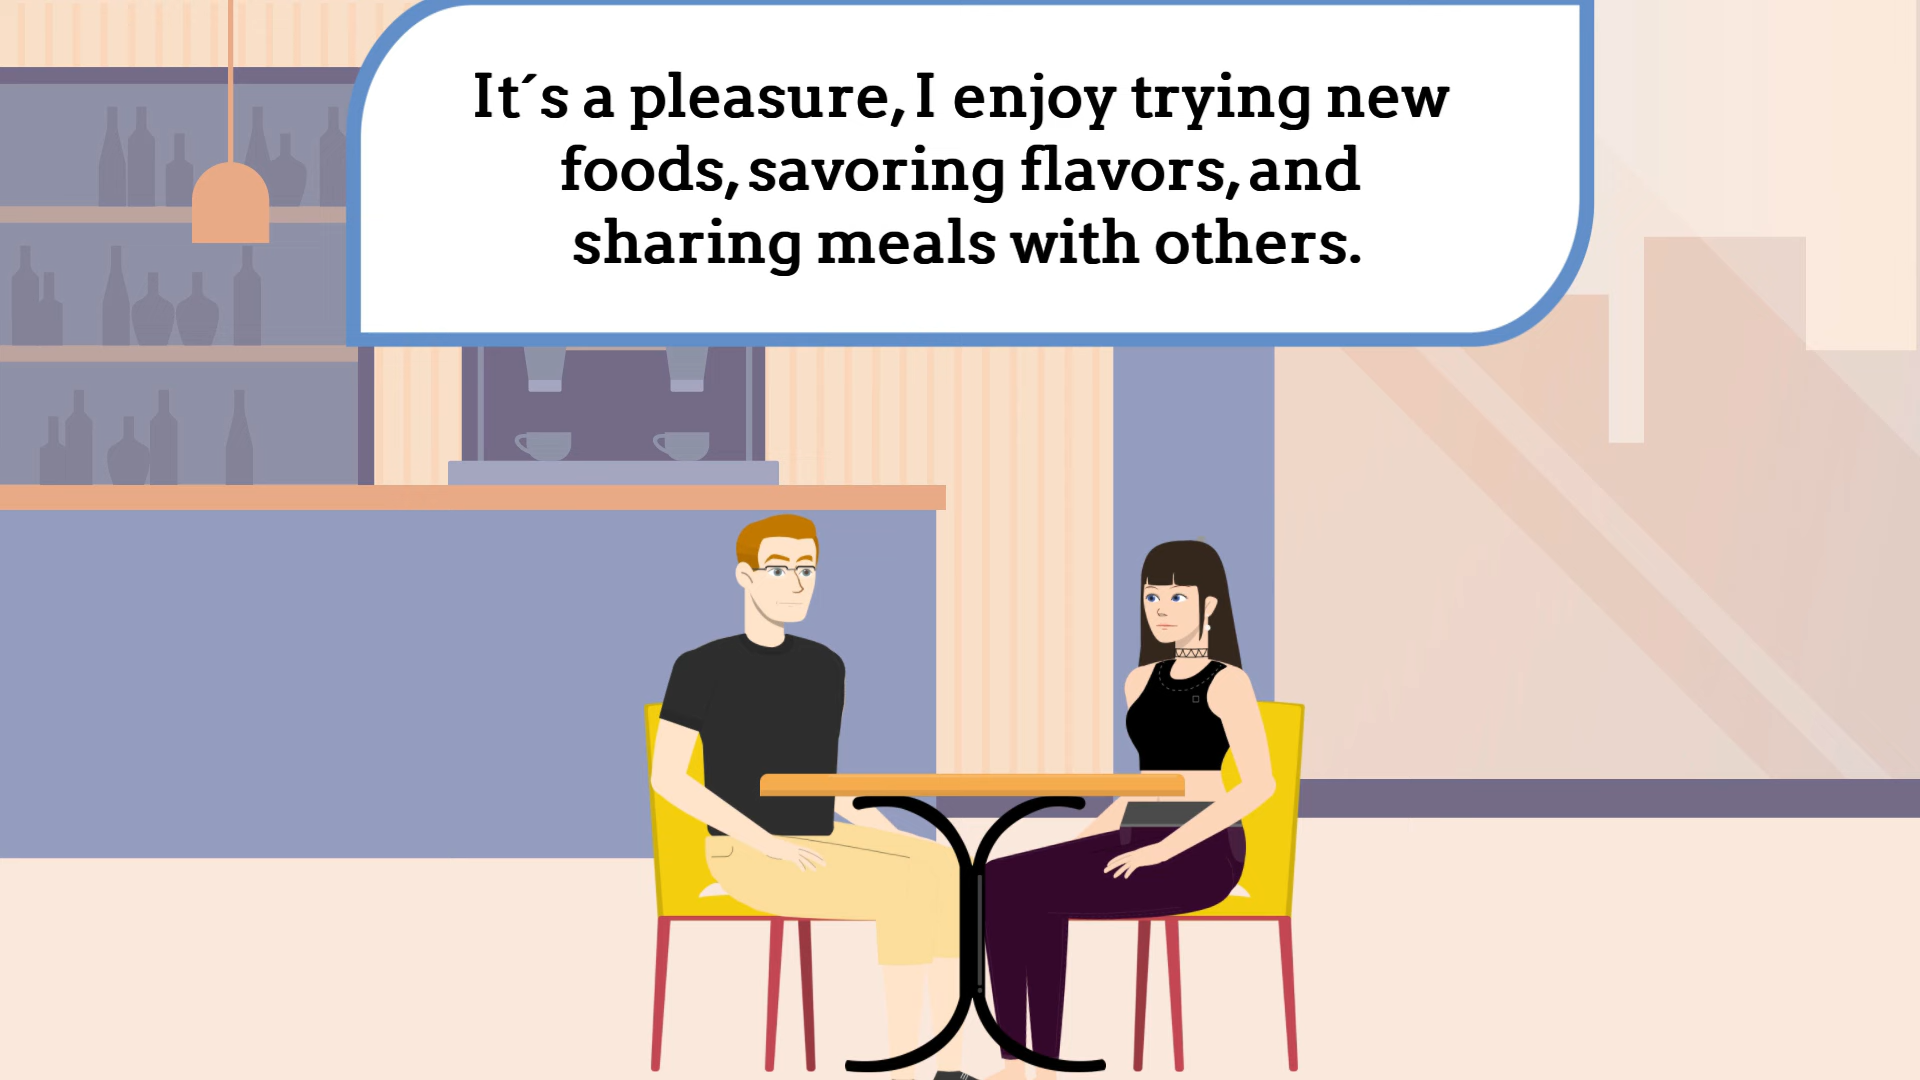 It´s a pleasure, I enjoy trying new
foods, savoring flavors, and
sharing meals with others.